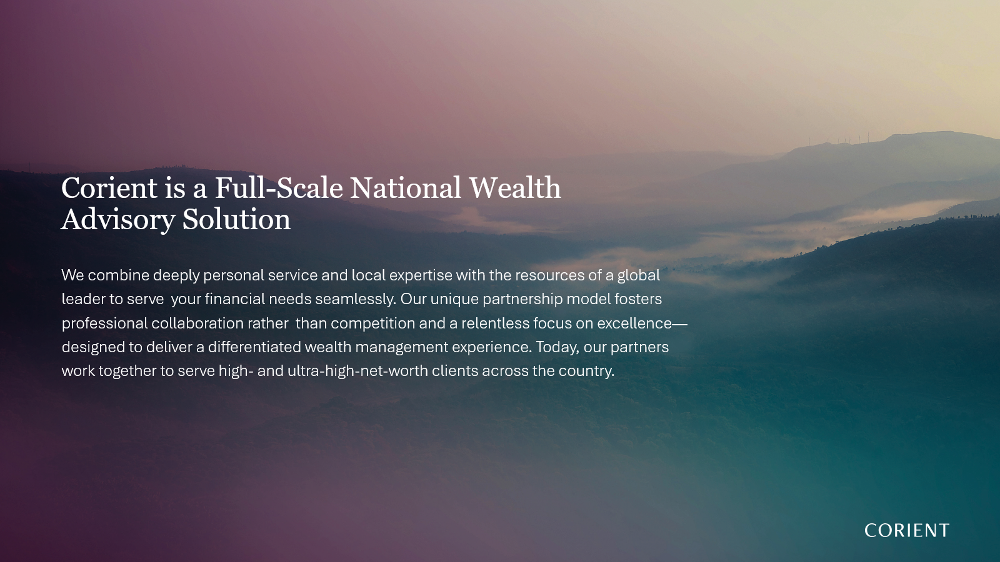 Corient is a Full-Scale National Wealth
Advisory Solution
We combine deeply personal service and local expertise with the resources of a global
leader to serve  your financial needs seamlessly. Our unique partnership model fosters
professional collaboration rather  than competition and a relentless focus on excellence—
designed to deliver a differentiated wealth management experience. Today, our partners
work together to serve high- and ultra-high-net-worth clients across the country.
CORIENT